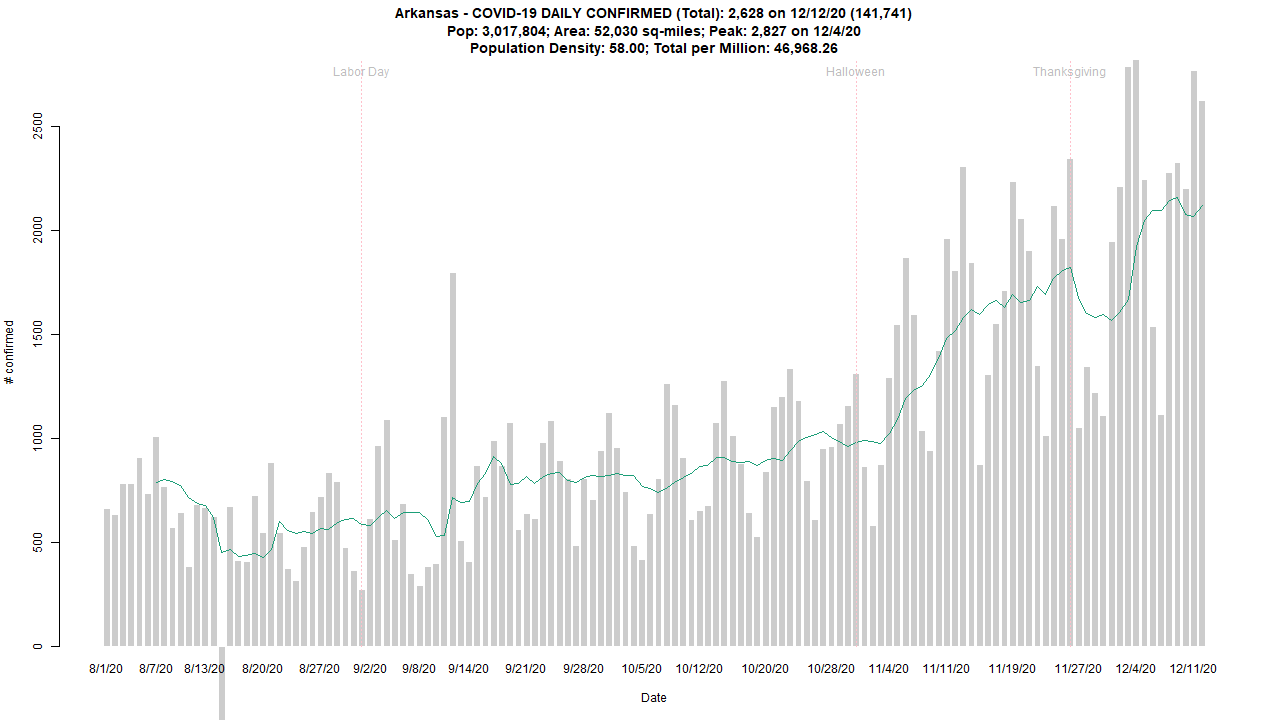 Arkansas - COVID-19 DAILY CONFIRMED (Total): 2,628 on 12/12/20 (141,741)
Pop: 3,017,804; Area: 52,030 sq-miles; Peak: 2,827 on 12/4/20
Population Density: 58.00; Total per Million: 46,968.26
Labor Day
Halloween
Thanksgiving
2500
2000
1500
1000
500
0
# confirmed
8/1/20 8/7/20 8/13/20 8/20/20 8/27/20 9/2/20 9/8/20 9/14/20 9/21/20 9/28/20 10/5/20 10/12/20 10/20/20 10/28/20 11/4/20 11/11/20 11/19/20 11/27/20 12/4/20 12/11/20
Date